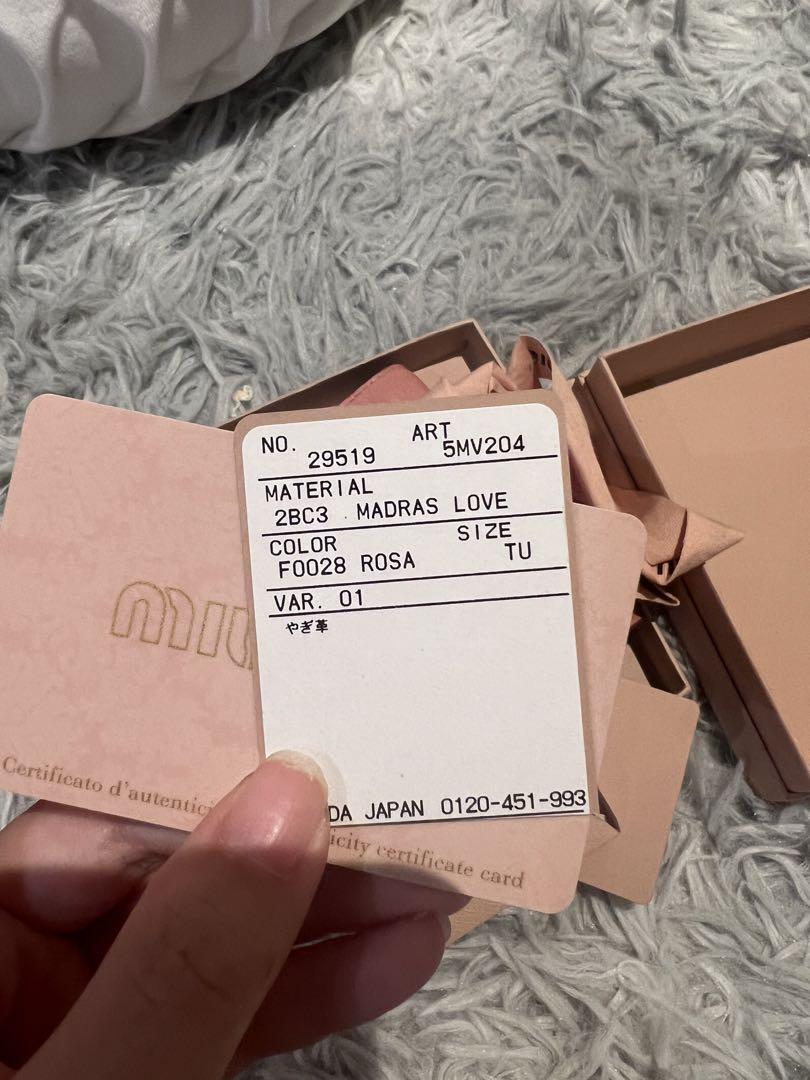 NO. ART
29519 5MV204
MATERIAL
2BC3 MADRAS LOVE
COLOR SIZE
F0028 ROSA TU
VAR. 01
やぎ革
DA JAPAN 0120-451-993
miu
Certificato d'autentici
icity certificate card